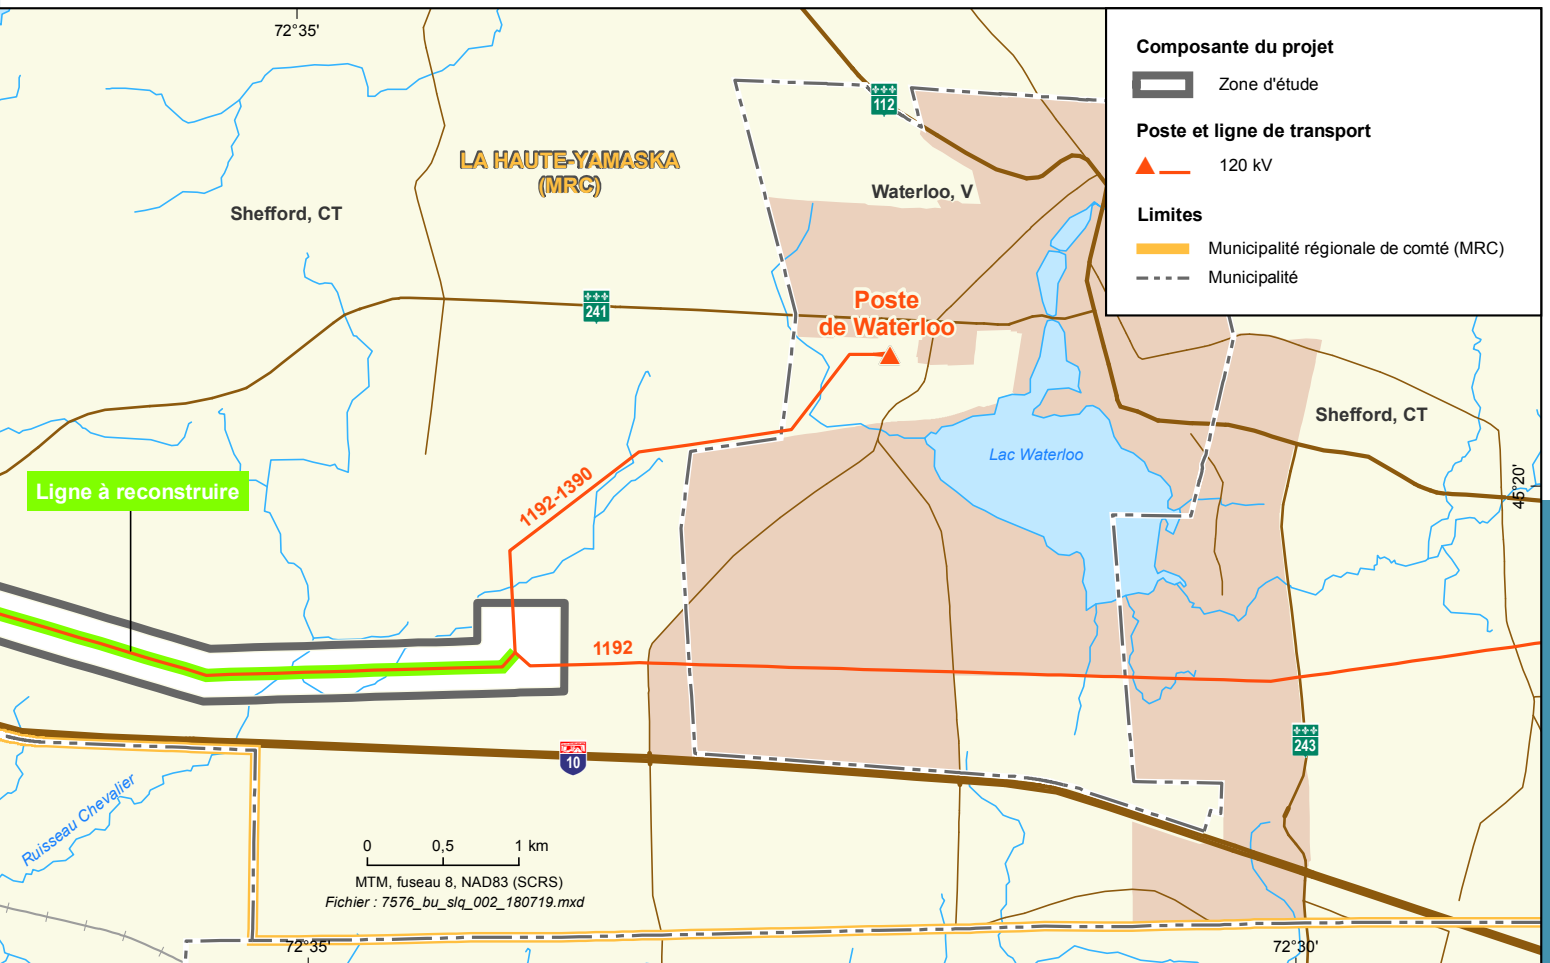 72°35'
Composante du projet
Zone d'étude
Poste et ligne de transport
120 kV
Limites
Municipalité régionale de comté (MRC)
Municipalité
112
LA HAUTE-YAMASKA
(MRC)
Waterloo, V
Shefford, CT
241
Poste
de Waterloo
Shefford, CT
Lac Waterloo
45°20'
Ligne à reconstruire
1192-1390
1192
243
10
Ruisseau Chevalier
0 0,5 1 km
MTM, fuseau 8, NAD83 (SCRS)
Fichier : 7576_bu_slq_002_180719.mxd
72°35'
72°30'